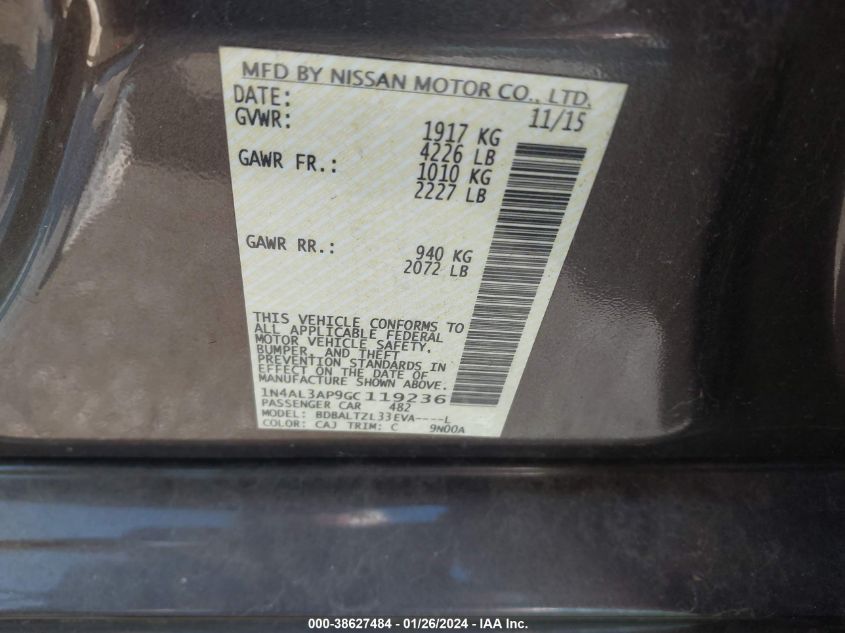 MFD BY NISSAN MOTOR CO., LTD.
DATE: 11/15
GVWR: 1917 KG
4226 LB
GAWR FR.: 1010 KG
2227 LB
GAWR RR.: 940 KG
2072 LB
THIS VEHICLE CONFORMS TO
ALL APPLICABLE FEDERAL
MOTOR VEHICLE SAFETY,
BUMPER, AND THEFT
PREVENTION STANDARDS IN
EFFECT ON THE DATE OF
MANUFACTURE SHOWN ABOVE.
1N4AL3AP9GC119236
PASSENGER CAR 482
MODEL: BDBALTZL33EVA----L
COLOR: CAJ TRIM: C 9N00A
000-38627484 - 01/26/2024 - IAA Inc.